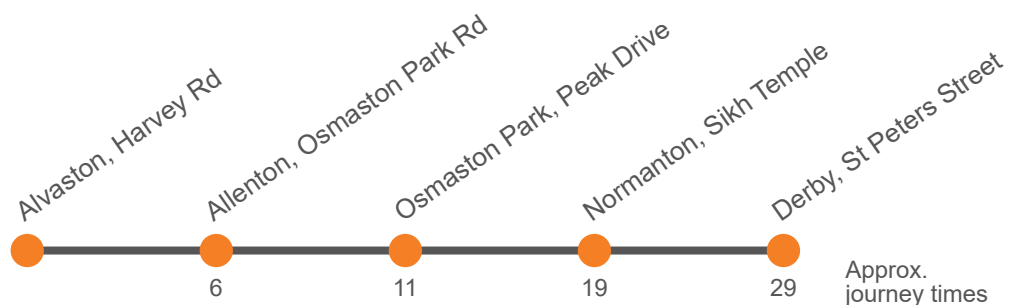 Alvaston, Harvey Rd
Allenton, Osmaston Park Rd
Osmaston Park, Peak Drive
Normanton, Sikh Temple
Derby, St Peters Street
6
11
19
29
Approx.
journey times